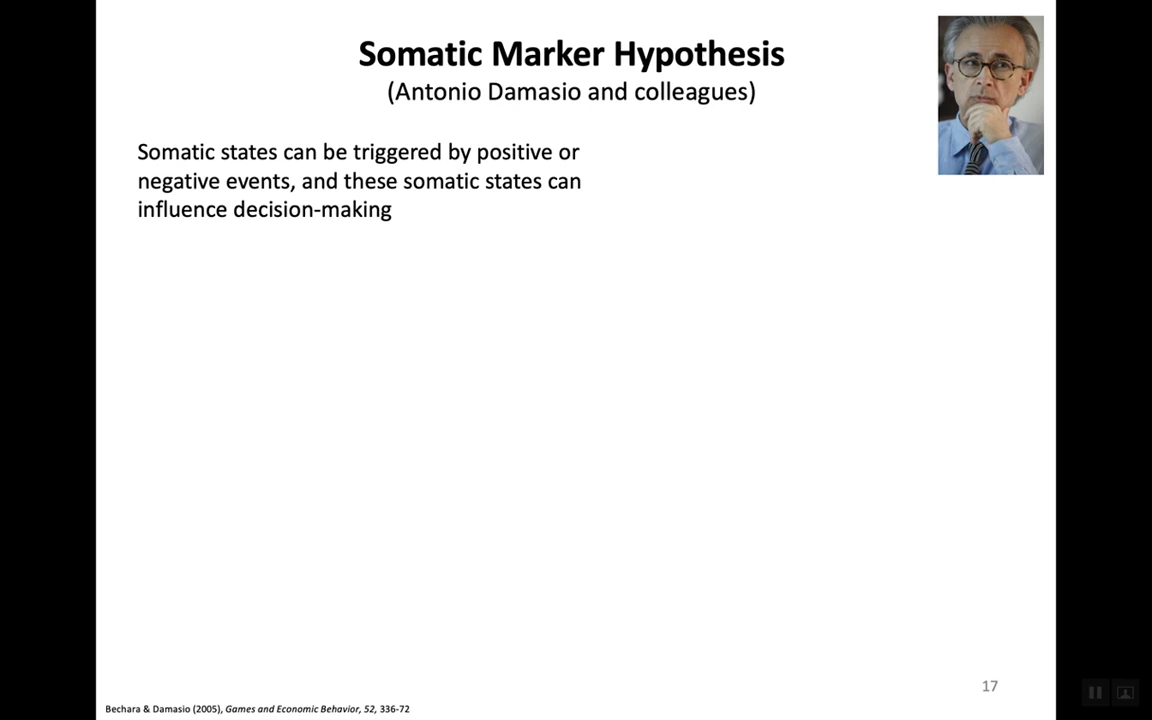 Somatic Marker Hypothesis
(Antonio Damasio and colleagues)
Somatic states can be triggered by positive or
negative events, and these somatic states can
influence decision-making
17
Bechara & Damasio (2005), Games and Economic Behavior, 52, 336-72